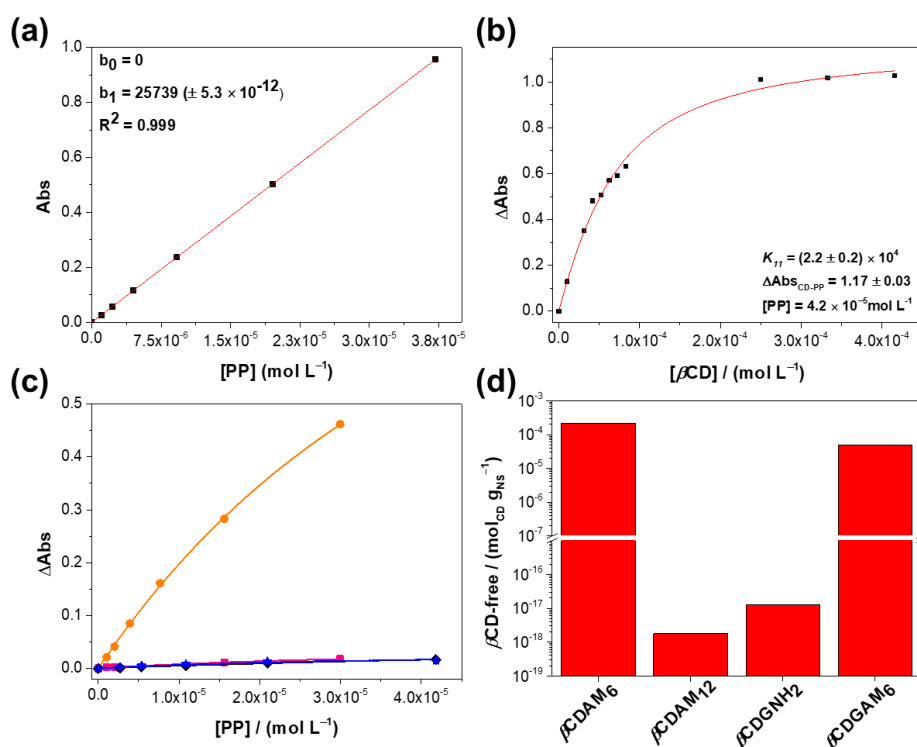 (a)
b₀ = 0
b₁ = 25739 (± 5.3 × 10⁻¹²)
R² = 0.999
Abs
1.0
0.8
0.6
0.4
0.2
0.0
0.0 7.5x10⁻⁶ 1.5x10⁻⁵ 2.3x10⁻⁵ 3.0x10⁻⁵ 3.8x10⁻⁵
[PP] (mol L⁻¹)
(b)
ΔAbs
1.0
0.8
0.6
0.4
0.2
0.0
K₁₁ = (2.2 ± 0.2) × 10⁴
ΔAbs_CD-PP = 1.17 ± 0.03
[PP] = 4.2 × 10⁻⁵mol L⁻¹
0.0 1.0x10⁻⁴ 2.0x10⁻⁴ 3.0x10⁻⁴ 4.0x10⁻⁴
[βCD] / (mol L⁻¹)
(c)
ΔAbs
0.5
0.4
0.3
0.2
0.1
0.0
0.0 1.0x10⁻⁵ 2.0x10⁻⁵ 3.0x10⁻⁵ 4.0x10⁻⁵
[PP] / (mol L⁻¹)
(d)
βCD-free / (mol_CD g_NS⁻¹)
10⁻³
10⁻⁴
10⁻⁵
10⁻⁶
10⁻⁷
10⁻¹⁶
10⁻¹⁷
10⁻¹⁸
10⁻¹⁹
βCDAM₆ βCDAM₁₂ βCDGNH₂ βCDGAM₆